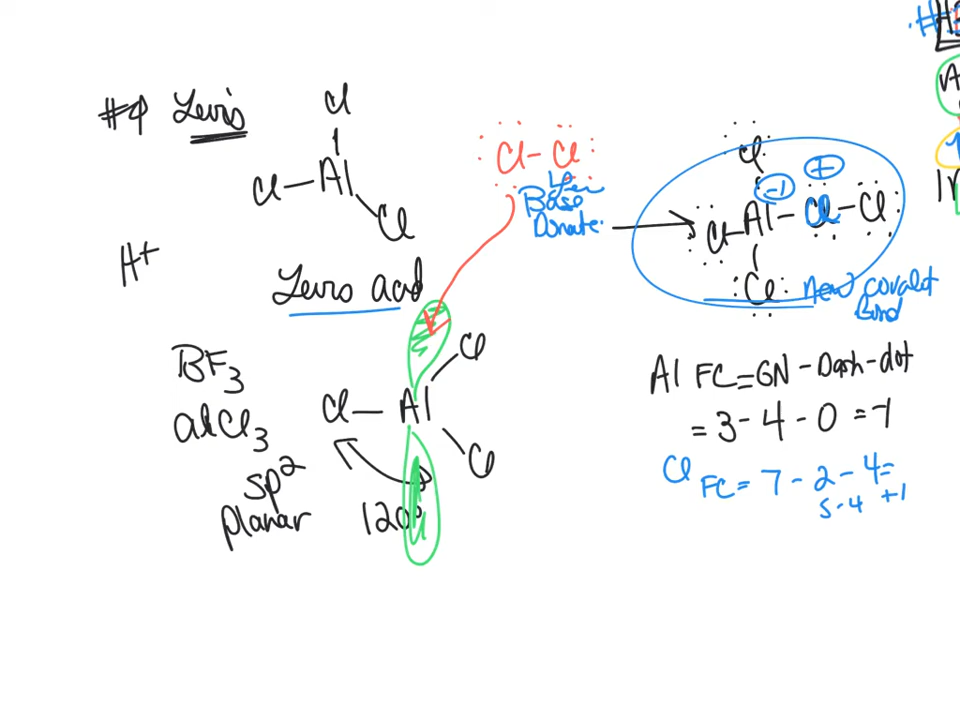 #4 Lewis
Cl
Cl—Al
Cl
H+
Lewis acid
BF3
AlCl3
sp2
planar
120°
Cl
Cl—Al
Cl
Cl–Cl
Base
Donate
Cl
-1
+
Cl–Al–Cl–Cl
Cl
new covalent
Bond
Al FC=GN -Dash-dot
= 3 - 4 - 0 = -1
Cl FC = 7 - 2 - 4 =
5-4 +1